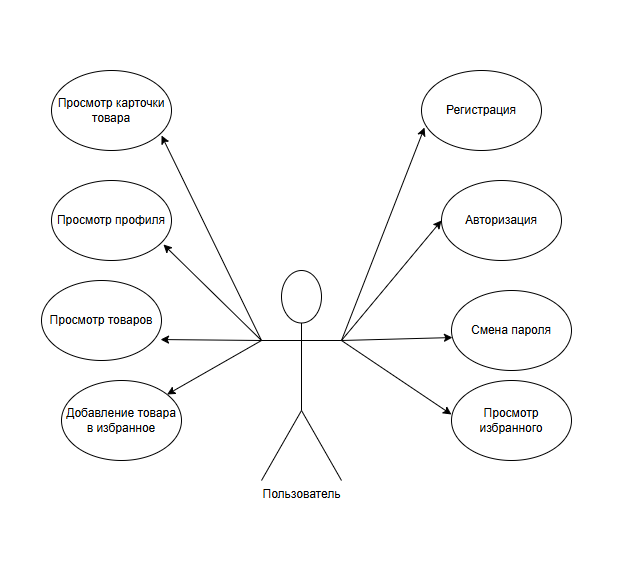 Просмотр карточки
товара
Регистрация
Просмотр профиля
Авторизация
Просмотр товаров
Смена пароля
Добавление товара
в избранное
Просмотр
избранного
Пользователь